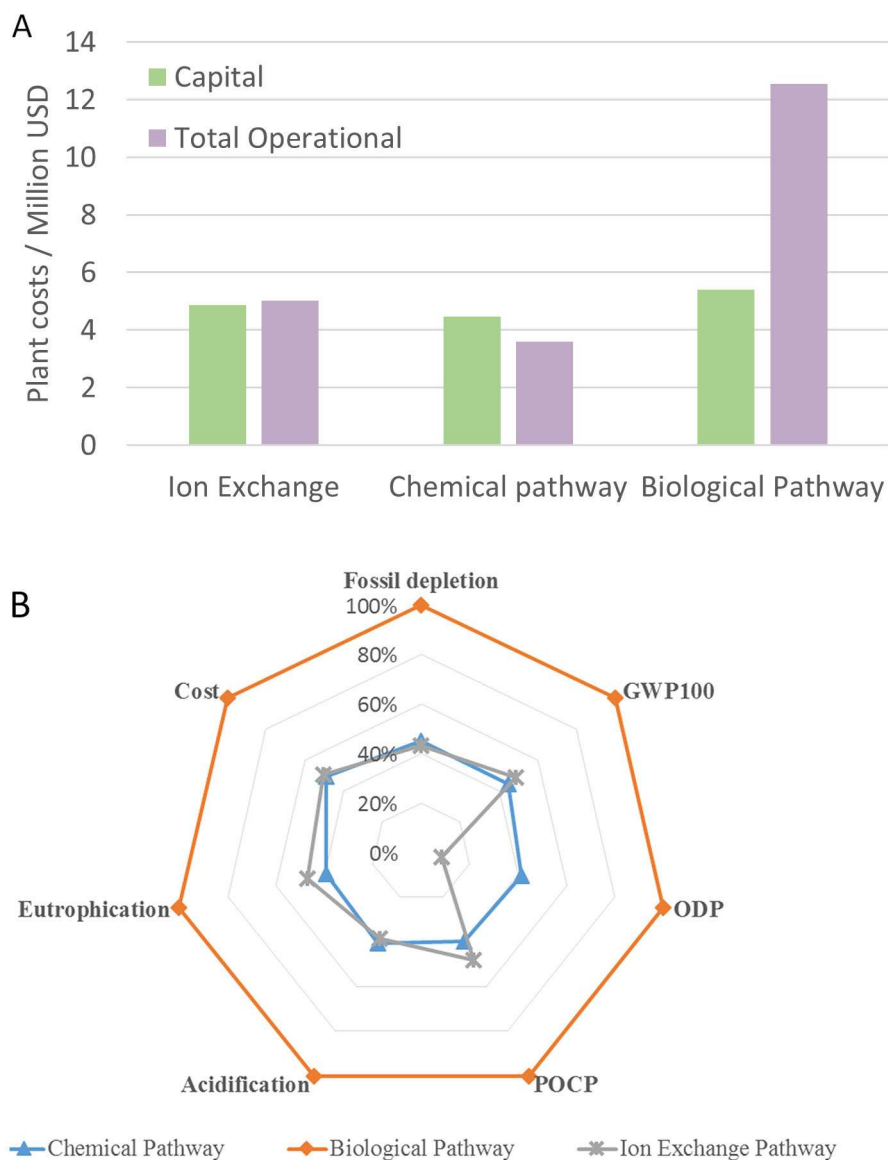 A
Plant costs / Million USD
14
12
10
8
6
4
2
0
Capital
Total Operational
Ion Exchange
Chemical pathway
Biological Pathway
B
Fossil depletion
100%
80%
60%
40%
20%
0%
Cost
GWP100
Eutrophication
ODP
Acidification
POCP
Chemical Pathway
Biological Pathway
Ion Exchange Pathway